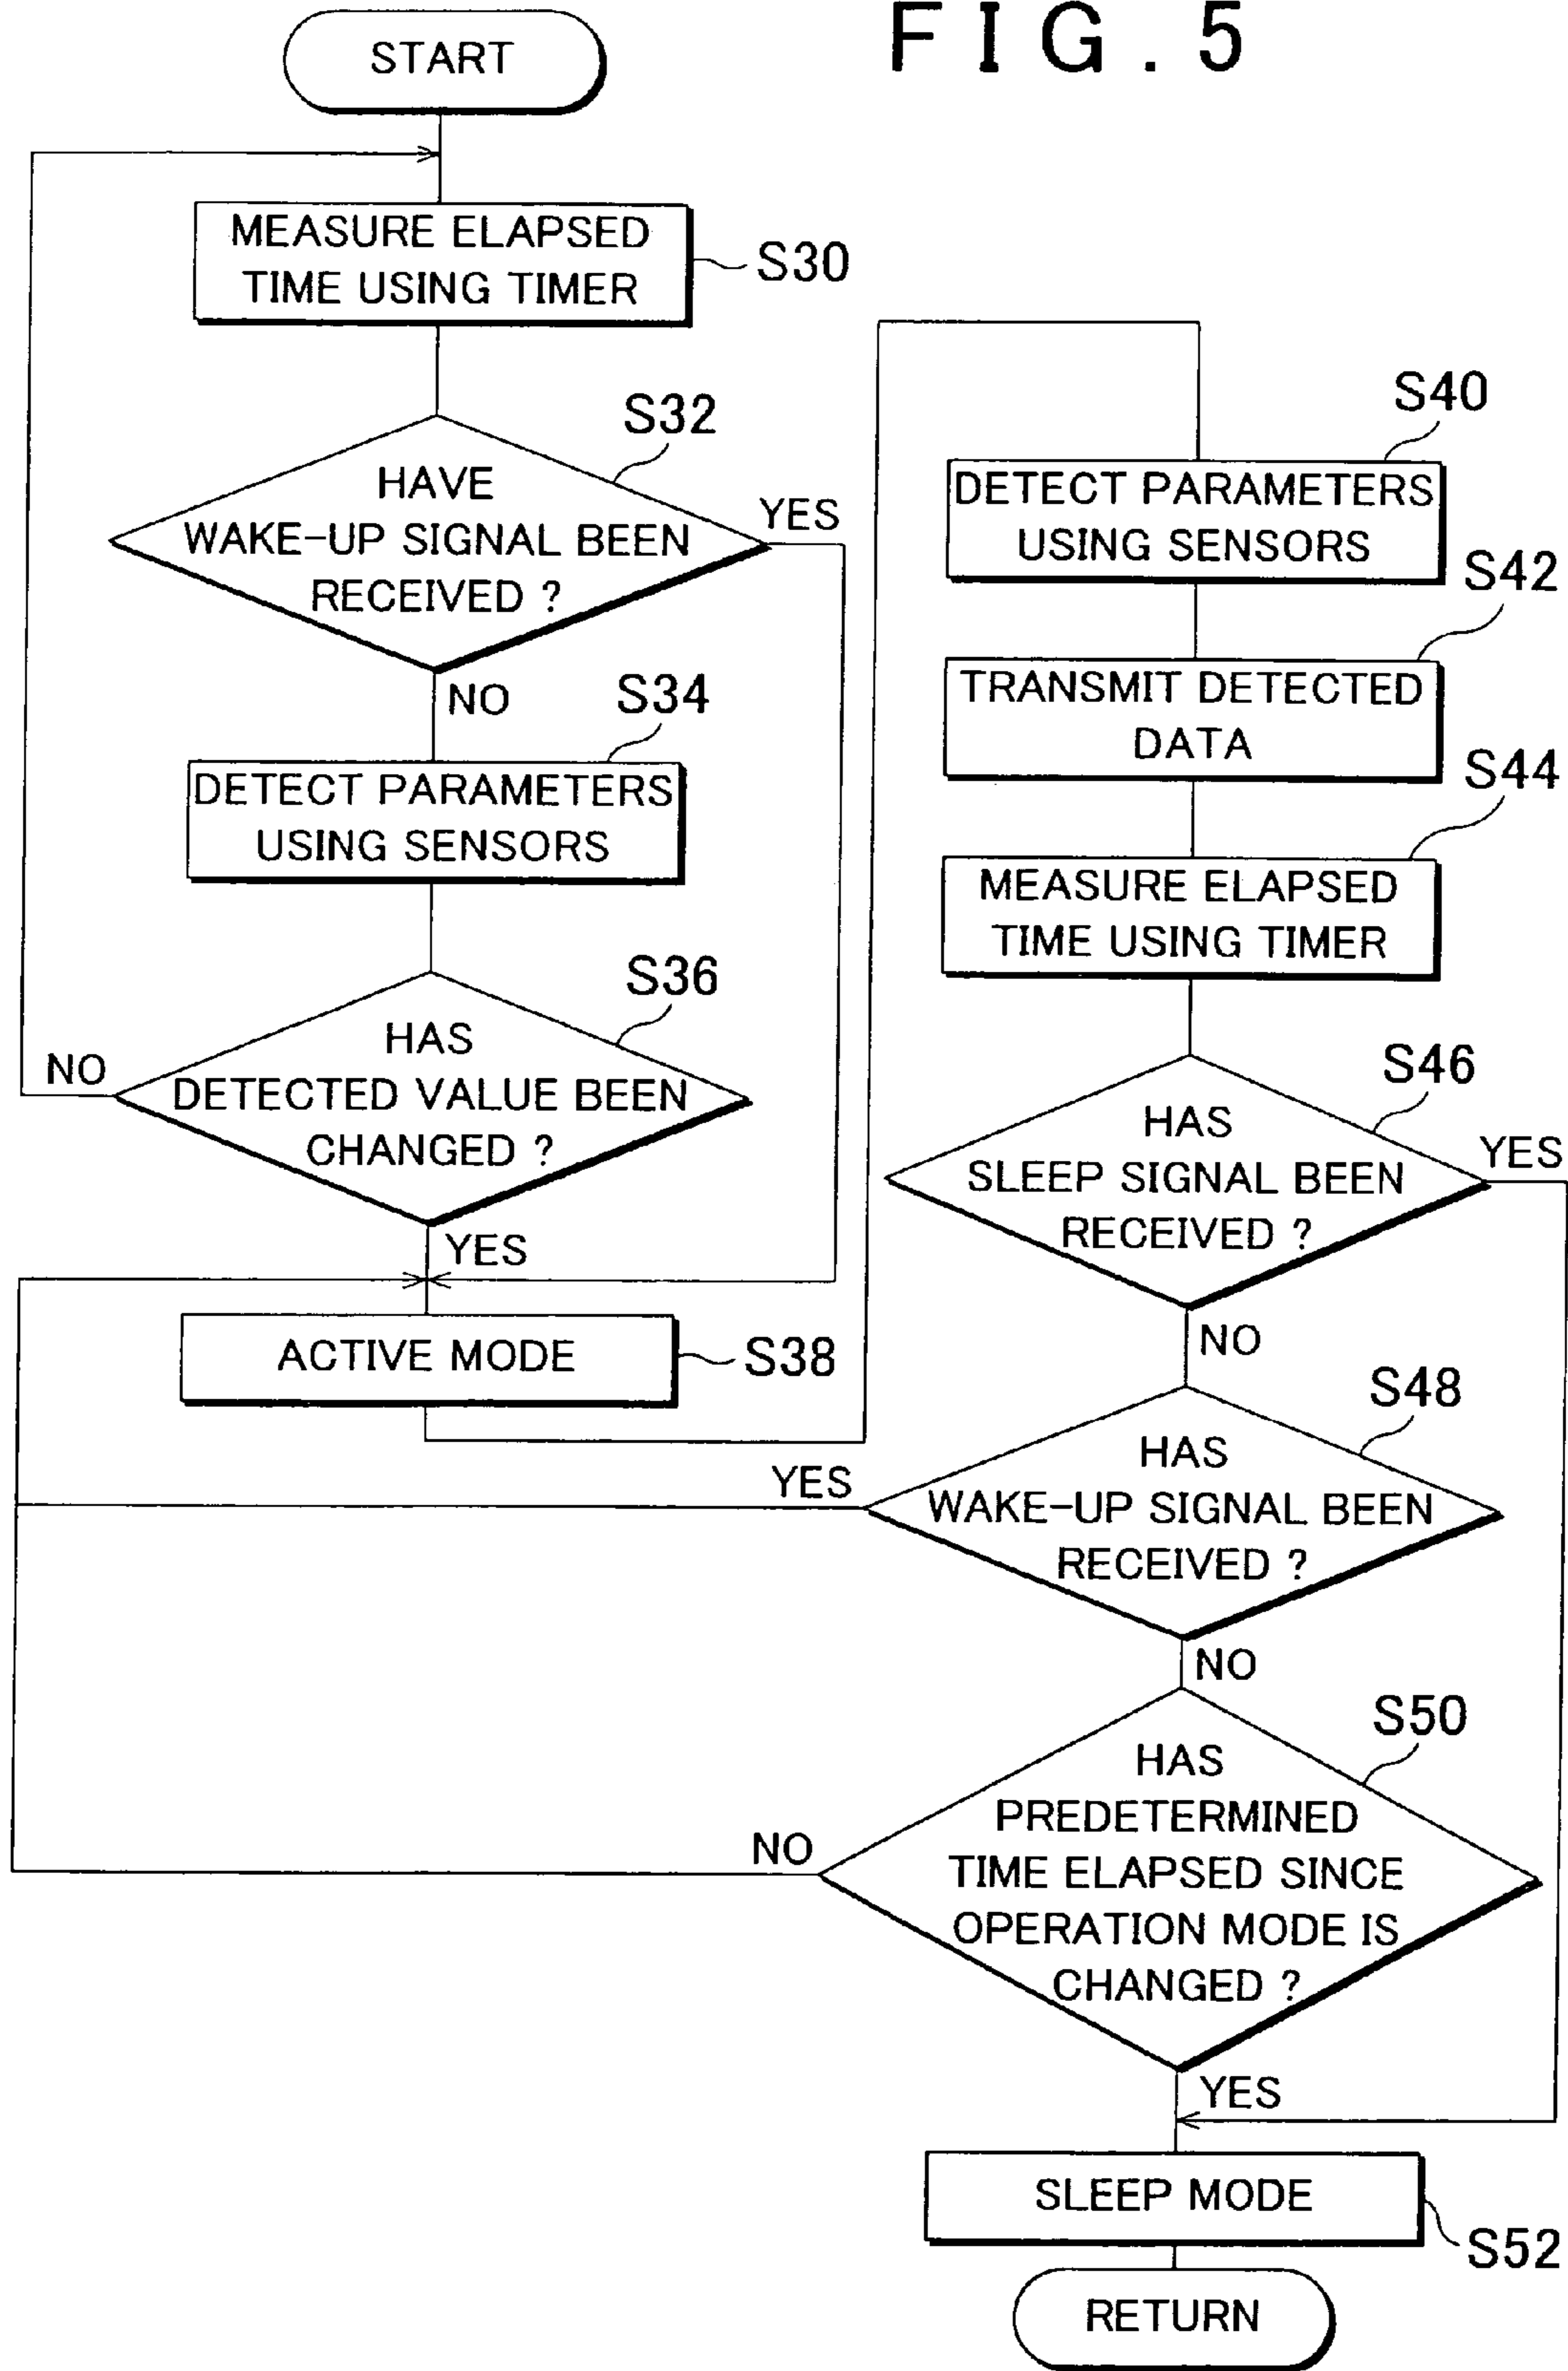 FIG. 5
START
MEASURE ELAPSED
TIME USING TIMER
S30
S32
HAVE
WAKE-UP SIGNAL BEEN
RECEIVED ?
YES
NO
S34
DETECT PARAMETERS
USING SENSORS
S36
HAS
DETECTED VALUE BEEN
CHANGED ?
NO
YES
ACTIVE MODE
S38
S40
DETECT PARAMETERS
USING SENSORS
S42
TRANSMIT DETECTED
DATA
S44
MEASURE ELAPSED
TIME USING TIMER
S46
HAS
SLEEP SIGNAL BEEN
RECEIVED ?
YES
NO
S48
HAS
WAKE-UP SIGNAL BEEN
RECEIVED ?
YES
NO
S50
HAS
PREDETERMINED
TIME ELAPSED SINCE
OPERATION MODE IS
CHANGED ?
NO
YES
SLEEP MODE
S52
RETURN